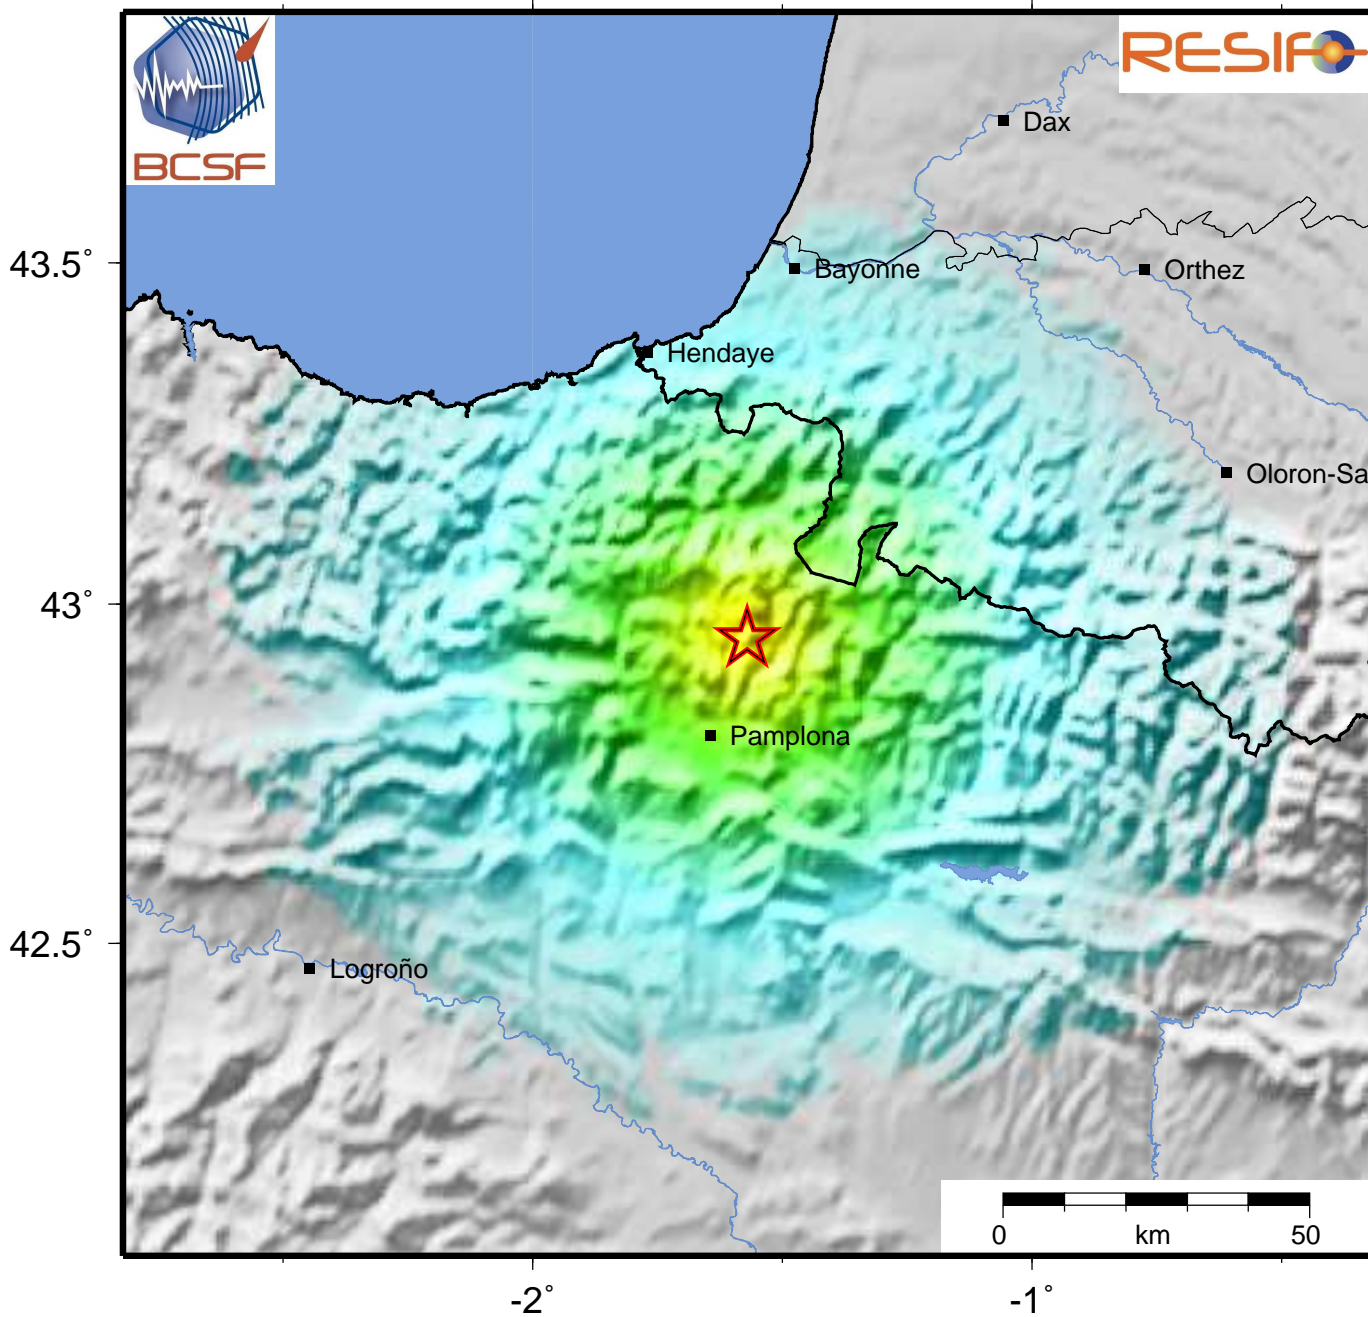 BCSF
RESIF
Dax
43.5°
Bayonne
Orthez
Hendaye
Oloron-Sa
43°
Pamplona
42.5°
Logroño
0 km 50
-2°
-1°